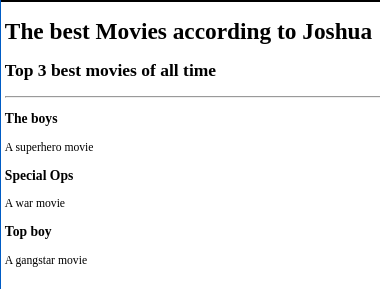 The best Movies according to Joshua
Top 3 best movies of all time
The boys
A superhero movie
Special Ops
A war movie
Top boy
A gangstar movie